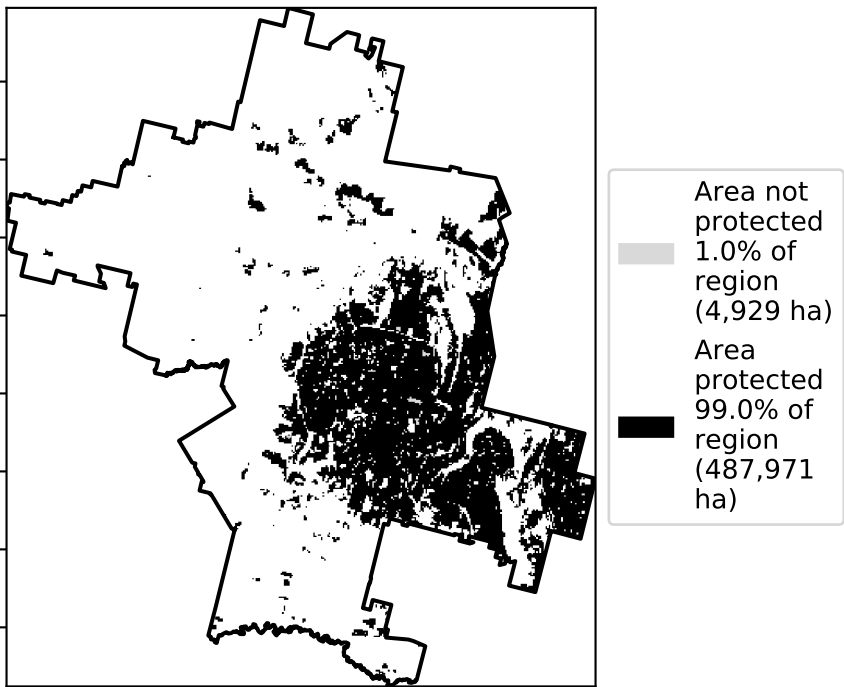 Area not
protected
1.0% of
region
(4,929 ha)
Area
protected
99.0% of
region
(487,971
ha)